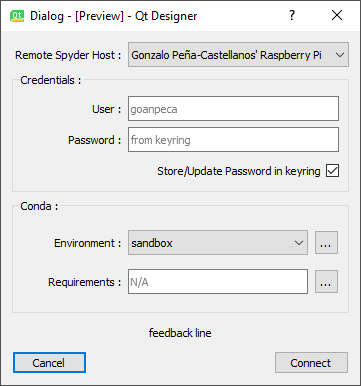 Dialog - [Preview] - Qt Designer
Remote Spyder Host : Gonzalo Peña-Castellanos' Raspberry Pi
Credentials :
User : goanpeca
Password : from keyring
Store/Update Password in keyring
Conda :
Environment : sandbox ...
Requirements : N/A ...
feedback line
Cancel Connect